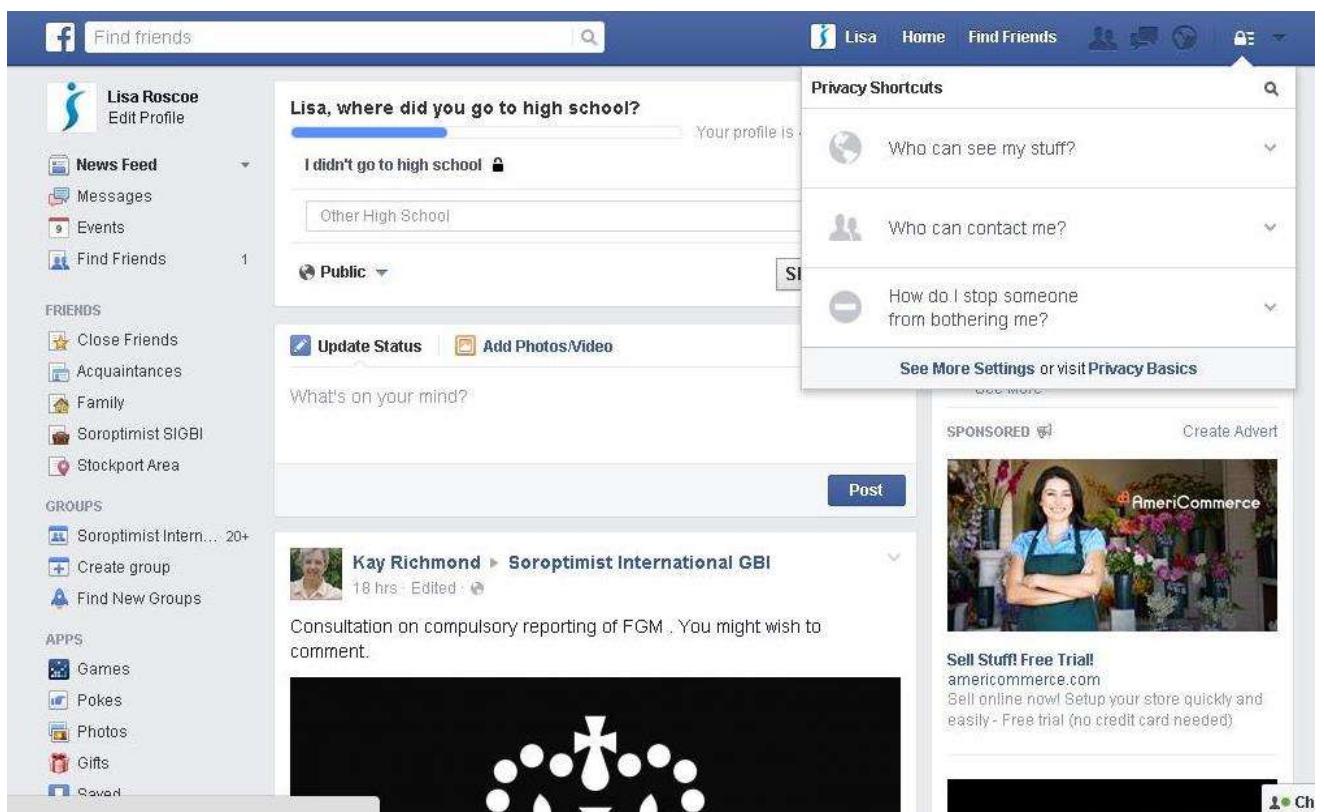 Find friends
Lisa Home Find Friends
Lisa Roscoe
Edit Profile
News Feed
Messages
9 Events
Find Friends 1
FRIENDS
Close Friends
Acquaintances
Family
Soroptimist SIGBI
Stockport Area
GROUPS
Soroptimist Intern... 20+
Create group
Find New Groups
APPS
Games
Pokes
Photos
Gifts
Saved
Lisa, where did you go to high school?
Your profile is
I didn't go to high school
Other High School
Public
Update Status Add Photos/Video
What's on your mind?
Post
Kay Richmond ▸ Soroptimist International GBI
18 hrs · Edited ·
Consultation on compulsory reporting of FGM . You might wish to
comment.
Privacy Shortcuts
Who can see my stuff?
Who can contact me?
How do I stop someone
from bothering me?
See More Settings or visit Privacy Basics
See More
SPONSORED Create Advert
AmeriCommerce
Sell Stuff! Free Trial!
americommerce.com
Sell online now! Setup your store quickly and
easily - Free trial (no credit card needed)
Ch